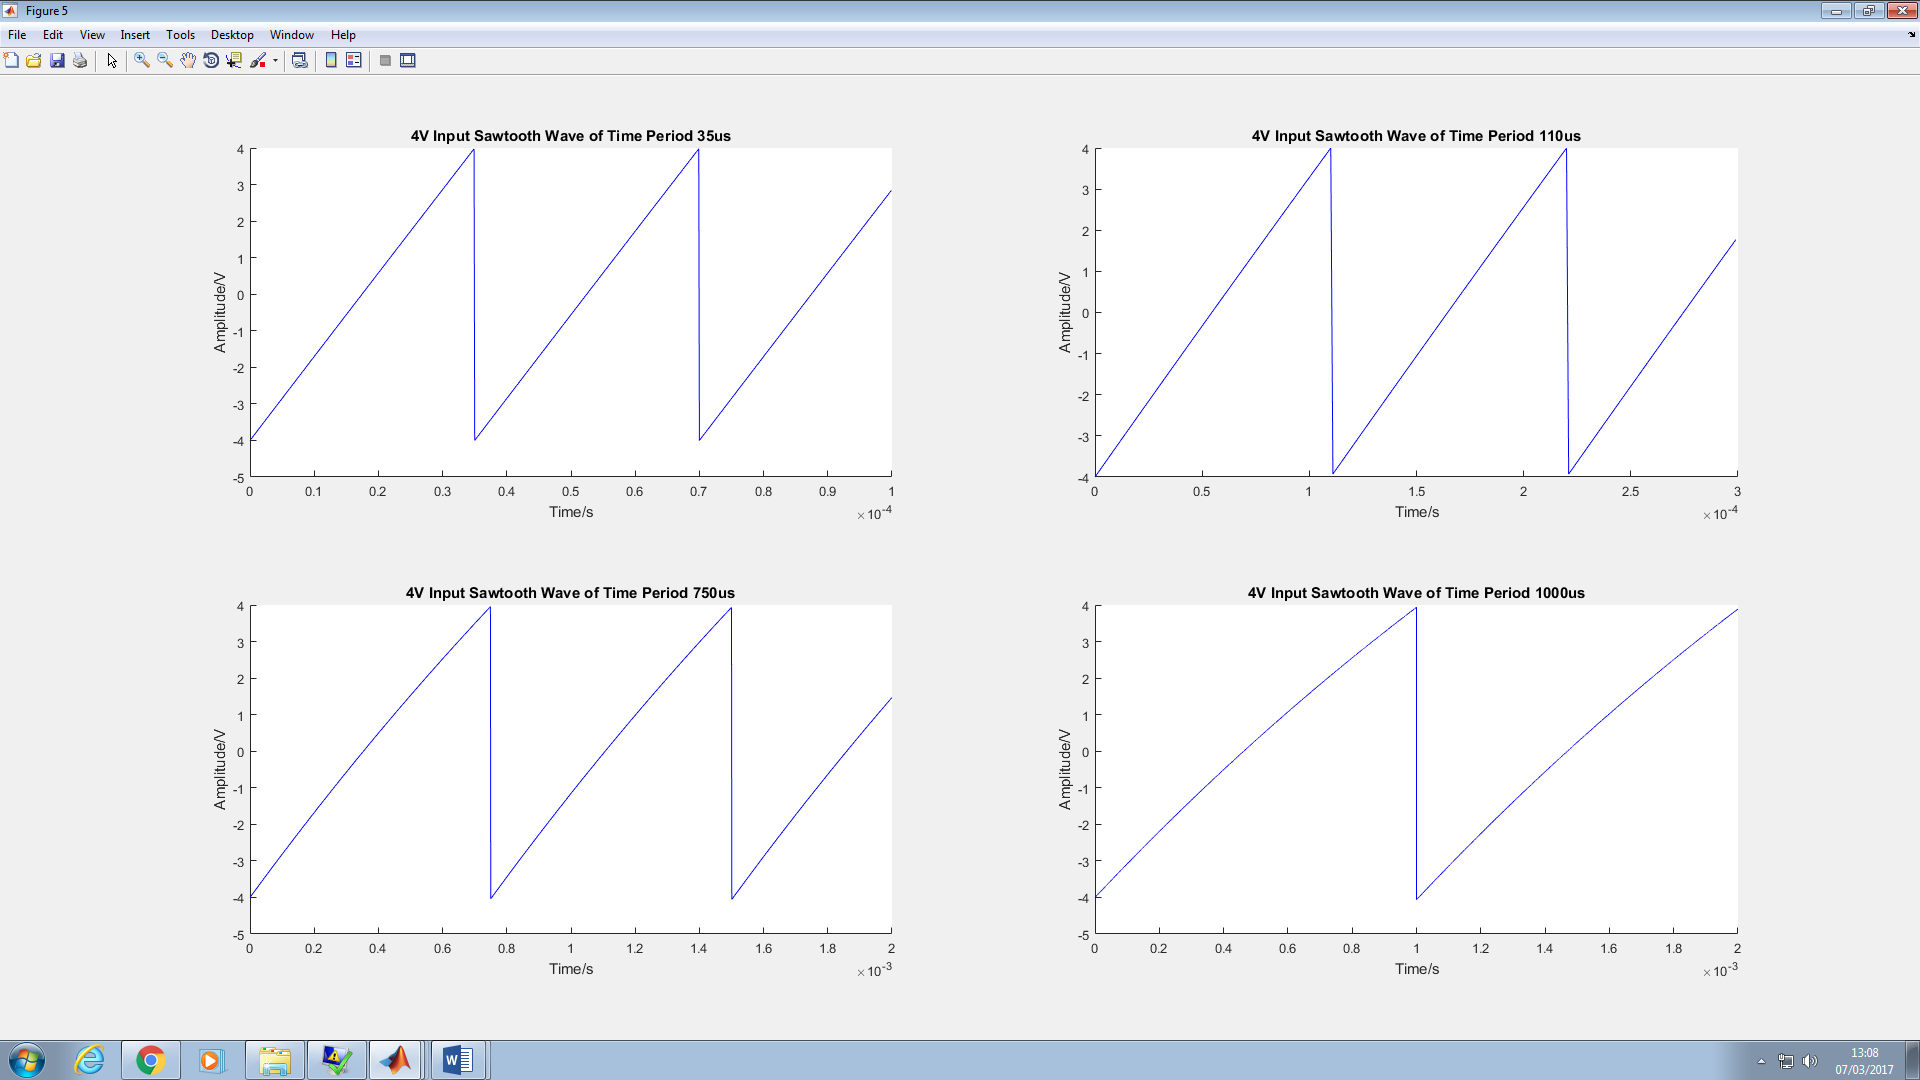 Figure 5
File Edit View Insert Tools Desktop Window Help
4V Input Sawtooth Wave of Time Period 35us
4
3
2
1
0
-1
-2
-3
-4
-5
Amplitude/V
0 0.1 0.2 0.3 0.4 0.5 0.6 0.7 0.8 0.9 1
Time/s
×10-4
4V Input Sawtooth Wave of Time Period 110us
4
3
2
1
0
-1
-2
-3
-4
Amplitude/V
0 0.5 1 1.5 2 2.5 3
Time/s
×10-4
4V Input Sawtooth Wave of Time Period 750us
4
3
2
1
0
-1
-2
-3
-4
-5
Amplitude/V
0 0.2 0.4 0.6 0.8 1 1.2 1.4 1.6 1.8 2
Time/s
×10-3
4V Input Sawtooth Wave of Time Period 1000us
4
3
2
1
0
-1
-2
-3
-4
-5
Amplitude/V
0 0.2 0.4 0.6 0.8 1 1.2 1.4 1.6 1.8 2
Time/s
×10-3
W
13:08
07/03/2017